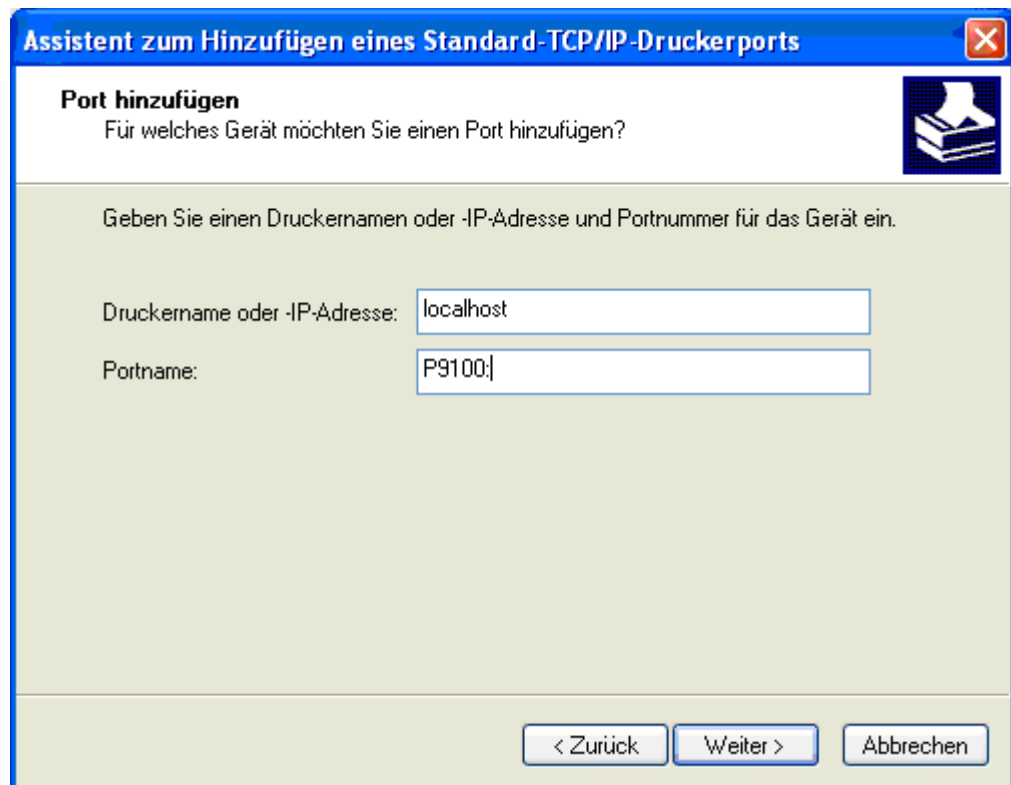 Assistent zum Hinzufügen eines Standard-TCP/IP-Druckerports
Port hinzufügen
Für welches Gerät möchten Sie einen Port hinzufügen?
Geben Sie einen Druckernamen oder -IP-Adresse und Portnummer für das Gerät ein.
Druckername oder -IP-Adresse: localhost
Portname: P9100:
< Zurück Weiter > Abbrechen